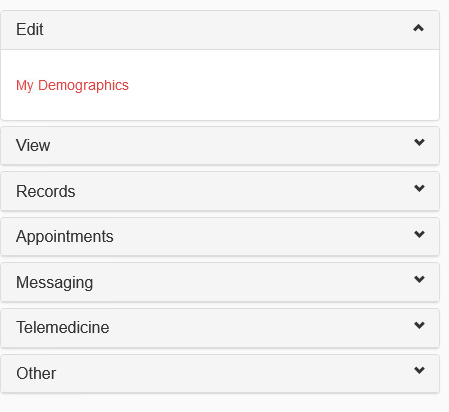 Edit
My Demographics
View
Records
Appointments
Messaging
Telemedicine
Other